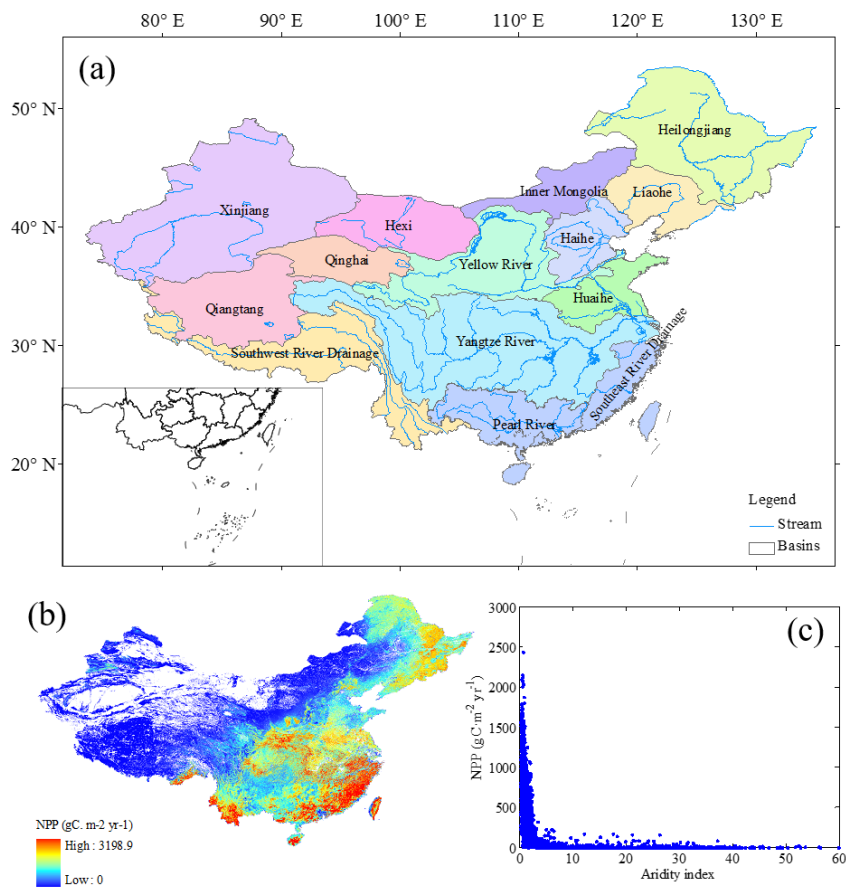 80° E 90° E 100° E 110° E 120° E 130° E
(a)
50° N
40° N
30° N
20° N
Heilongjiang
Inner Mongolia
Liaohe
Xinjiang
Hexi
Haihe
Qinghai
Yellow River
Qiangtang
Huaihe
Yangtze River
Southwest River Drainage
Southeast River Drainage
Pearl River
Legend
Stream
Basins
(b)
NPP (gC. m-2 yr-1)
High : 3198.9
Low : 0
(c)
NPP (gC·m⁻² yr⁻¹)
3000
2500
2000
1500
1000
500
0
0 10 20 30 40 50 60
Aridity index